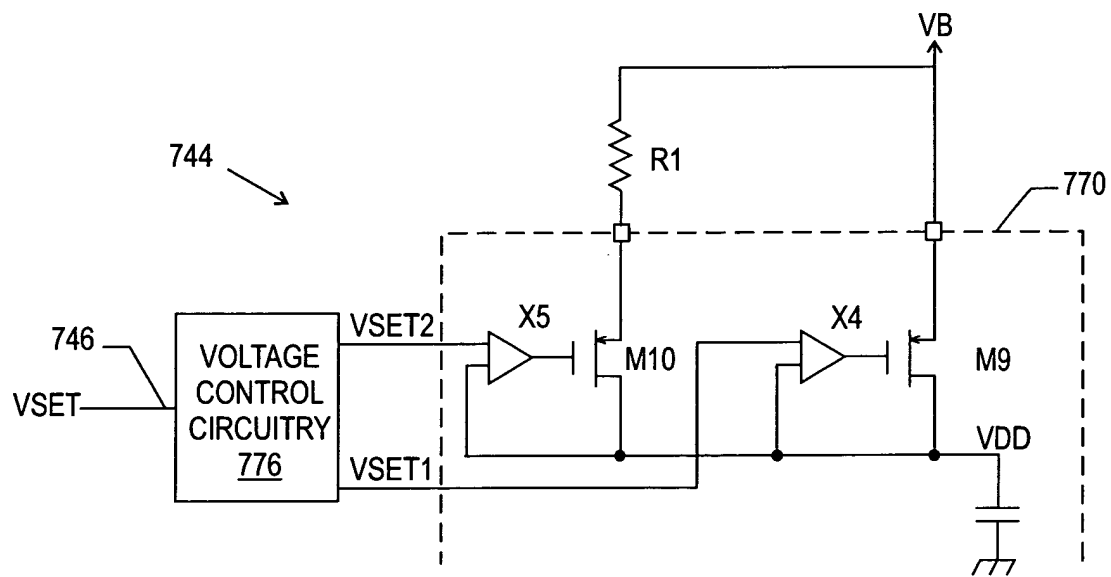 VB
R1
744
770
VSET2
X5
X4
746
VOLTAGE
CONTROL
CIRCUITRY
776
M10
M9
VSET
VDD
VSET1